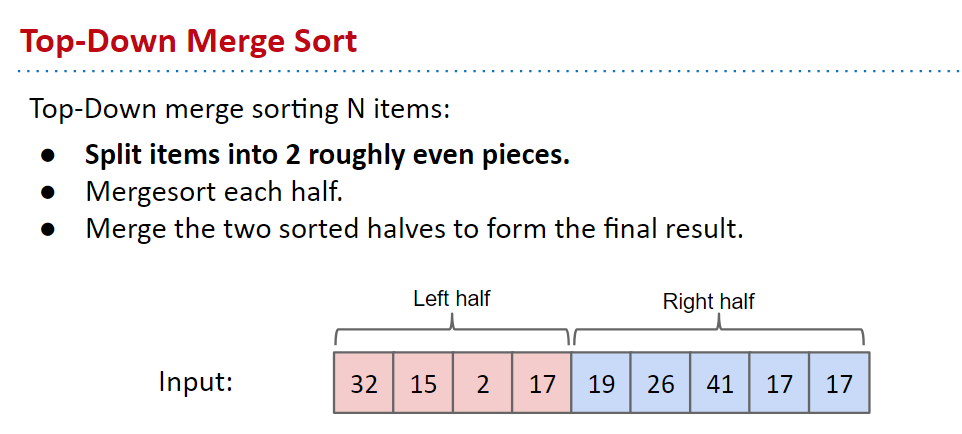 Top-Down Merge Sort
Top-Down merge sorting N items:
● Split items into 2 roughly even pieces.
● Mergesort each half.
● Merge the two sorted halves to form the final result.
Left half Right half
Input: 32 15 2 17 19 26 41 17 17